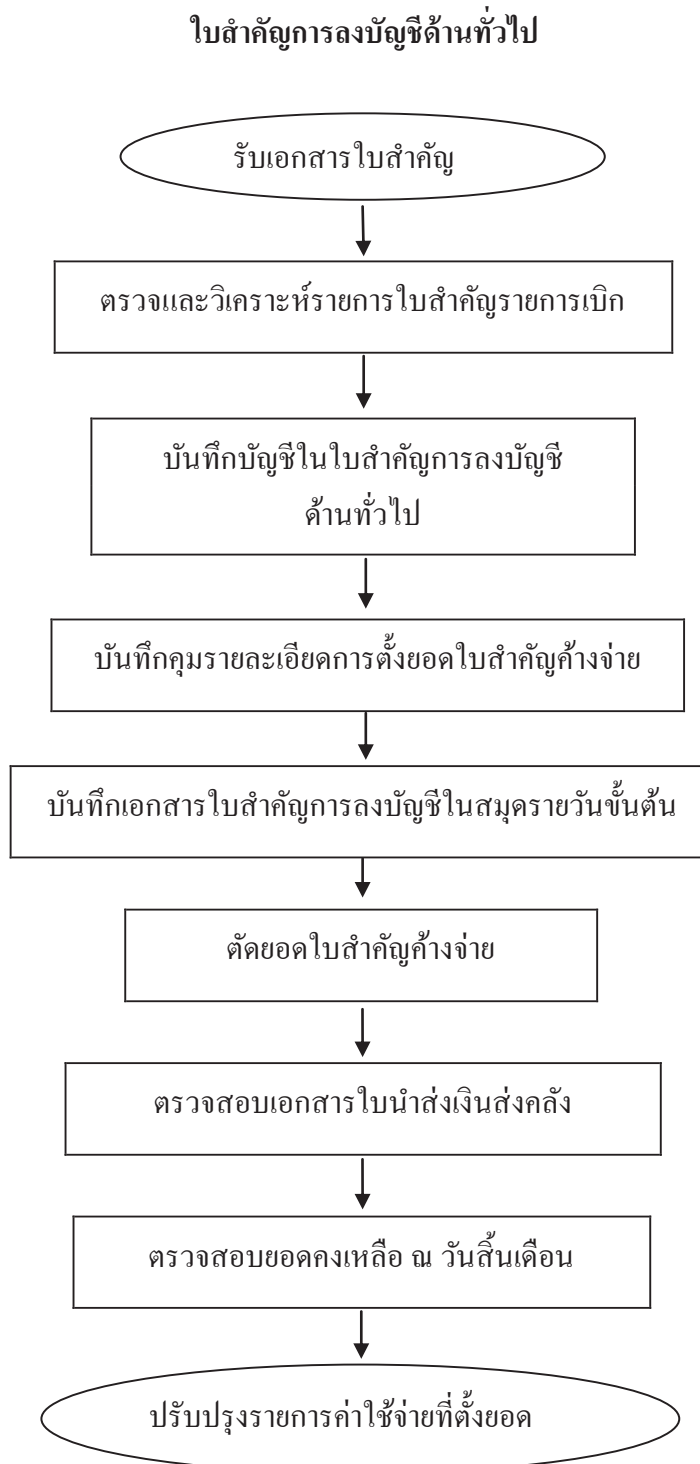 ใบสำคัญการลงบัญชีด้านทั่วไป
รับเอกสารใบสำคัญ
ตรวจและวิเคราะห์รายการใบสำคัญรายการเบิก
บันทึกบัญชีในใบสำคัญการลงบัญชี
ด้านทั่วไป
บันทึกคุมรายละเอียดการตั้งยอดใบสำคัญค้างจ่าย
บันทึกเอกสารใบสำคัญการลงบัญชีในสมุดรายวันขั้นต้น
ตัดยอดใบสำคัญค้างจ่าย
ตรวจสอบเอกสารใบนำส่งเงินส่งคลัง
ตรวจสอบยอดคงเหลือ ณ วันสิ้นเดือน
ปรับปรุงรายการค่าใช้จ่ายที่ตั้งยอด